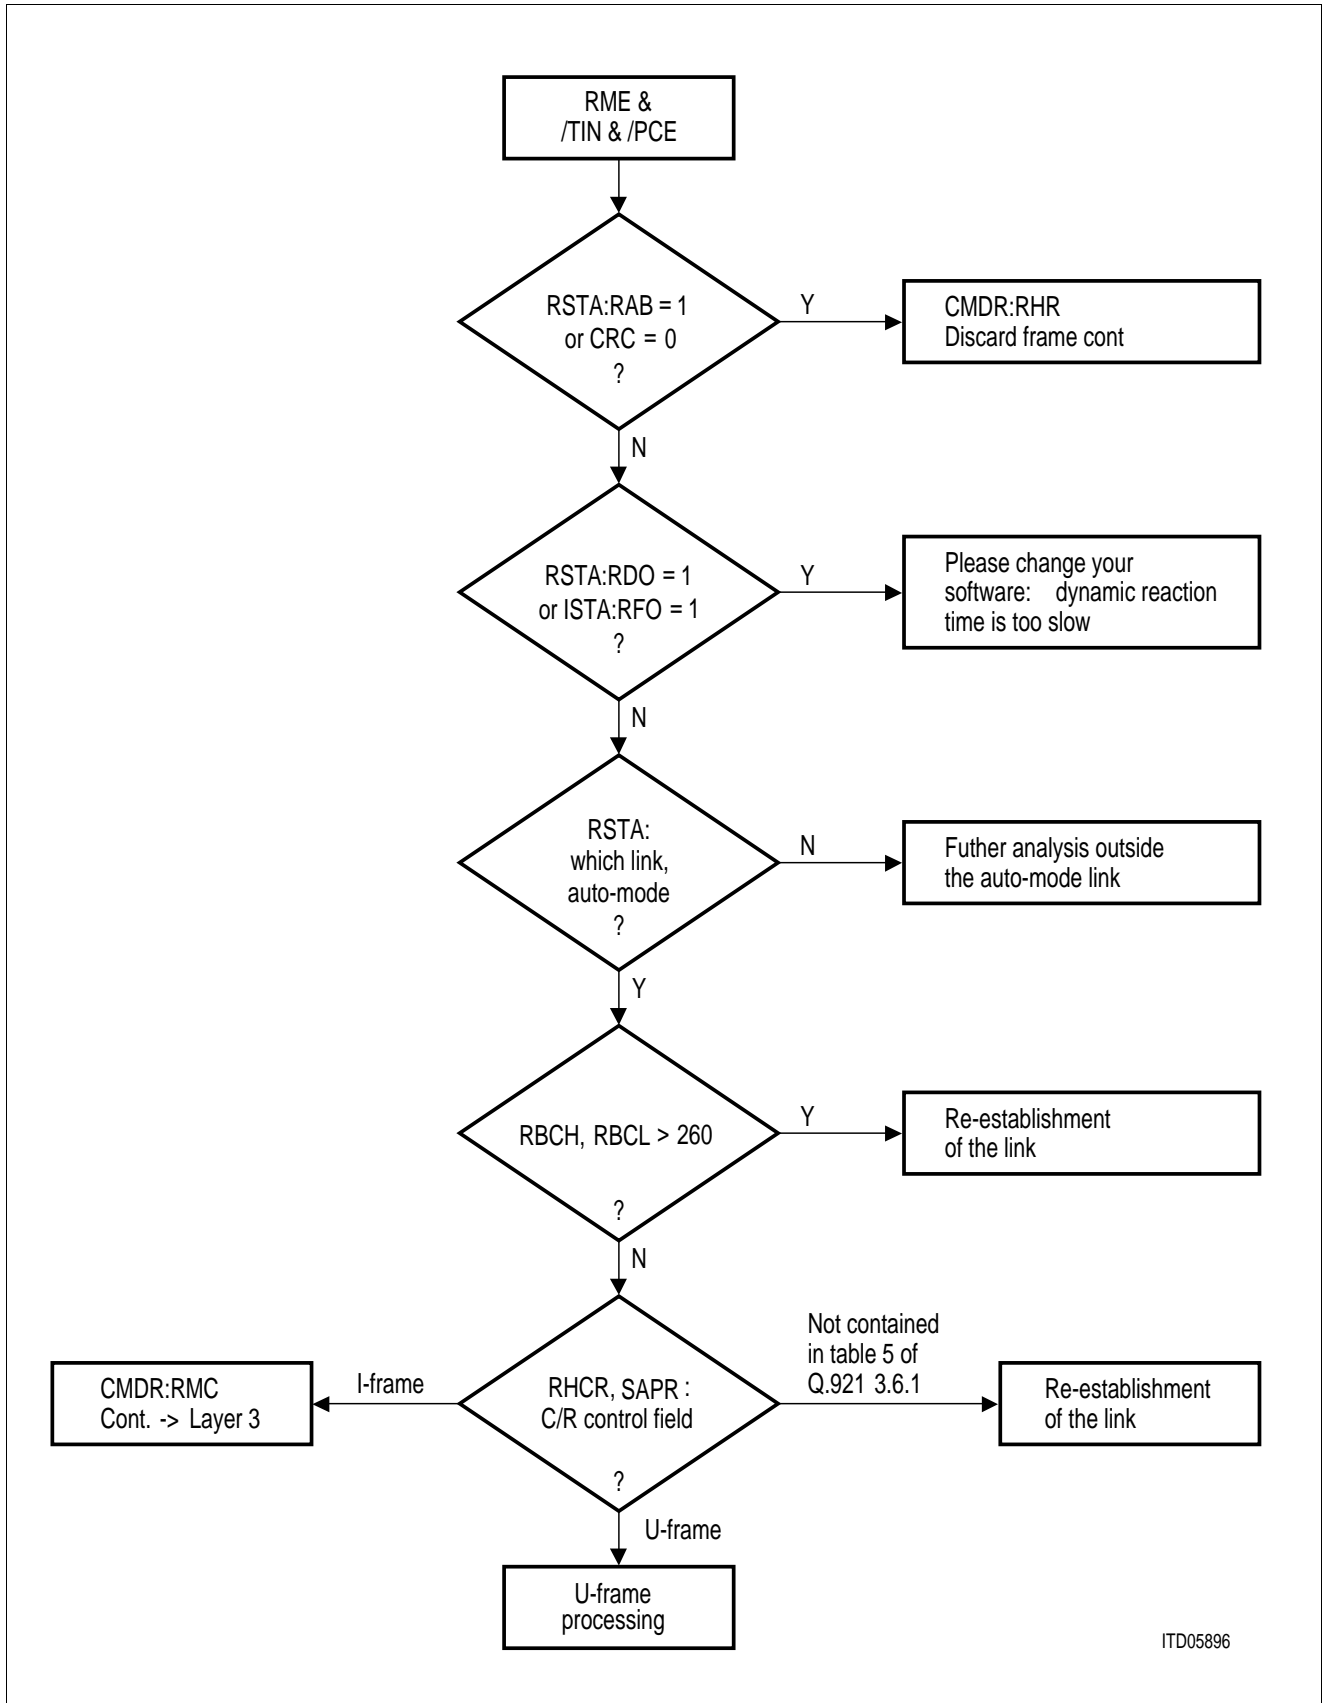 RME &
/TIN & /PCE
RSTA:RAB = 1
or CRC = 0
?
Y
CMDR:RHR
Discard frame cont
N
RSTA:RDO = 1
or ISTA:RFO = 1
?
Y
Please change your
software: dynamic reaction
time is too slow
N
RSTA:
which link,
auto-mode
?
N
Futher analysis outside
the auto-mode link
Y
RBCH, RBCL > 260
?
Y
Re-establishment
of the link
N
RHCR, SAPR :
C/R control field
?
I-frame
CMDR:RMC
Cont. -> Layer 3
Not contained
in table 5 of
Q.921 3.6.1
Re-establishment
of the link
U-frame
U-frame
processing
ITD05896